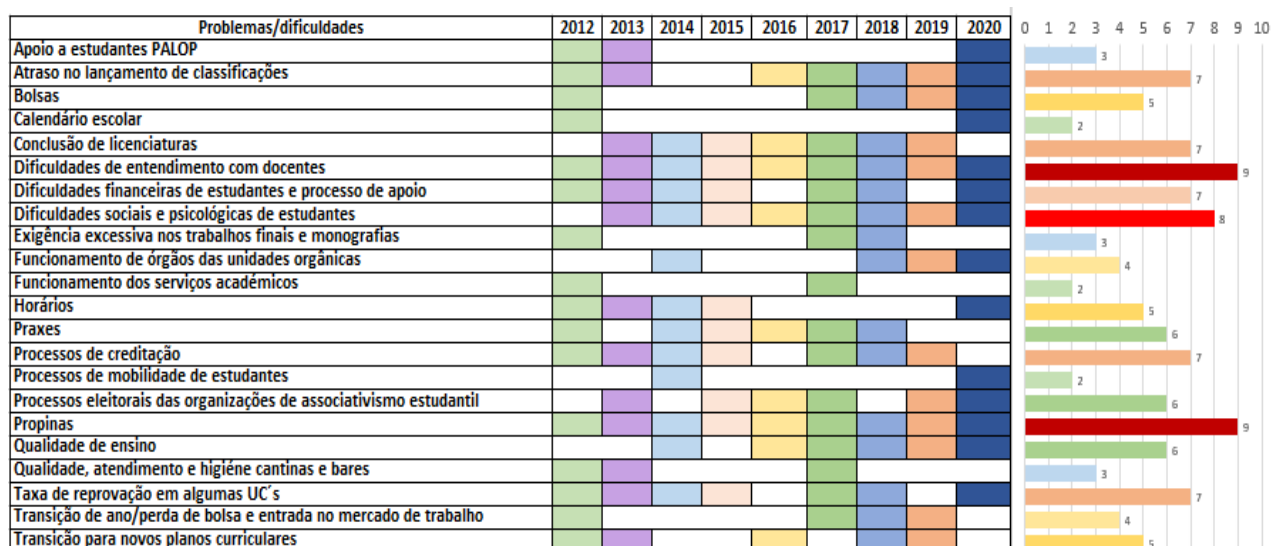 Problemas/dificuldades 2012 2013 2014 2015 2016 2017 2018 2019 2020 0 1 2 3 4 5 6 7 8 9 10
Apoio a estudantes PALOP 3
Atraso no lançamento de classificações 7
Bolsas 5
Calendário escolar 2
Conclusão de licenciaturas 7
Dificuldades de entendimento com docentes 9
Dificuldades financeiras de estudantes e processo de apoio 7
Dificuldades sociais e psicológicas de estudantes 8
Exigência excessiva nos trabalhos finais e monografias 3
Funcionamento de órgãos das unidades orgânicas 4
Funcionamento dos serviços académicos 2
Horários 5
Praxes 6
Processos de creditação 7
Processos de mobilidade de estudantes 2
Processos eleitorais das organizações de associativismo estudantil 6
Propinas 9
Qualidade de ensino 6
Qualidade, atendimento e higiéne cantinas e bares 3
Taxa de reprovação em algumas UC´s 7
Transição de ano/perda de bolsa e entrada no mercado de trabalho 4
Transição para novos planos curriculares 5